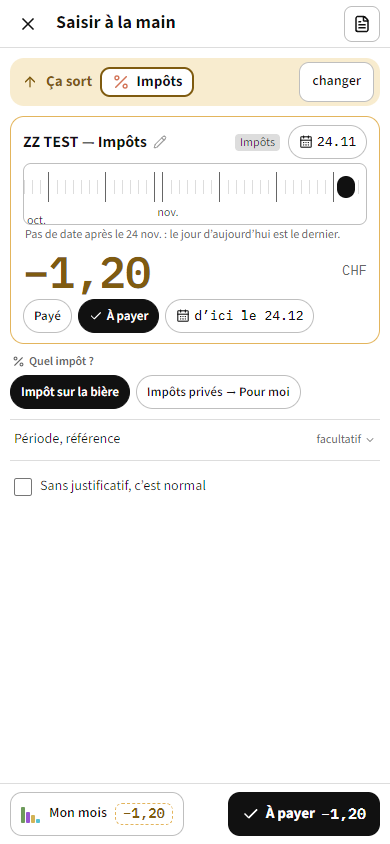 Saisir à la main
Ça sort
Impôts
changer
ZZ TEST — Impôts
Impôts
24.11
oct.
nov.
Pas de date après le 24 nov. : le jour d’aujourd’hui est le dernier.
−1,20
CHF
Payé
À payer
d’ici le 24.12
Quel impôt ?
Impôt sur la bière
Impôts privés → Pour moi
Période, référence
facultatif
Sans justificatif, c’est normal
Mon mois
−1,20
À payer −1,20